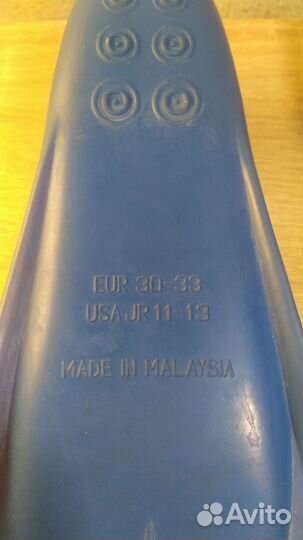 EUR 30-33
USA JR 11-13
MADE IN MALAYSIA
Avito